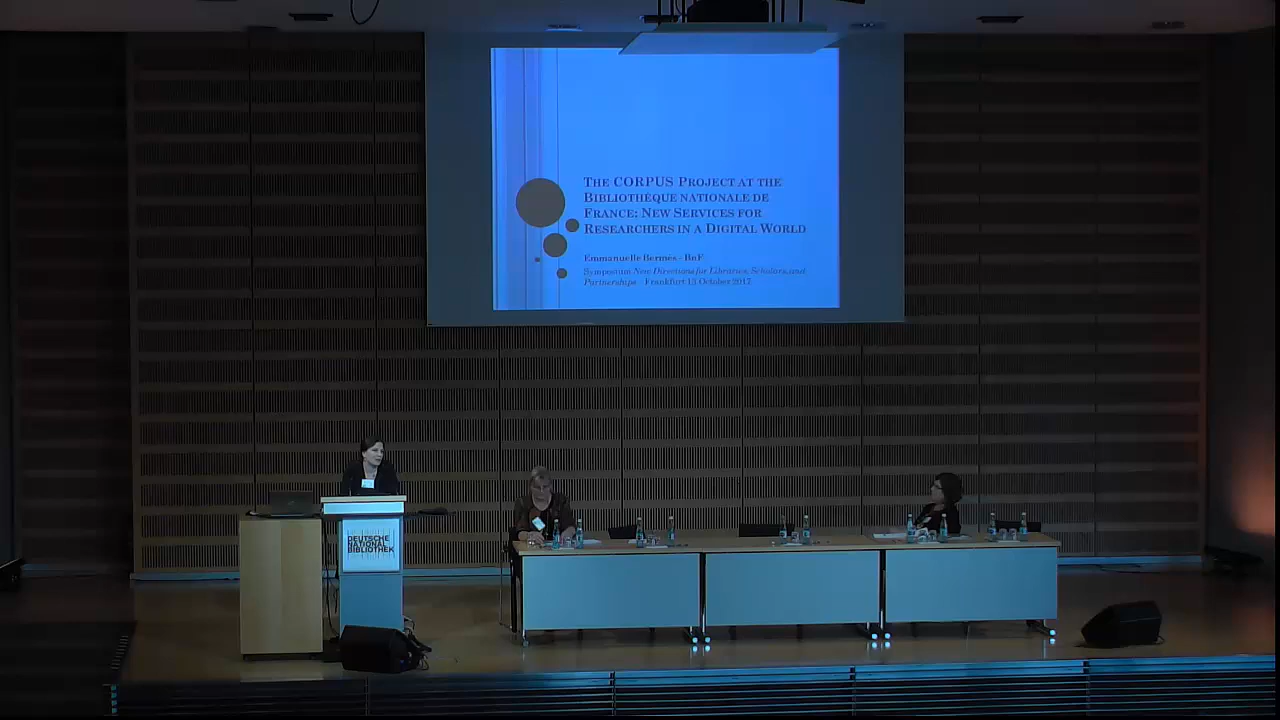 THE CORPUS PROJECT AT THE
BIBLIOTHÈQUE NATIONALE DE
FRANCE: NEW SERVICES FOR
RESEARCHERS IN A DIGITAL WORLD
Emmanuelle Bermès - BnF
Symposium New Directions for Libraries, Scholars, and
Partnerships - Frankfurt 13 October 2017
DEUTSCHE
NATIONAL
BIBLIOTHEK